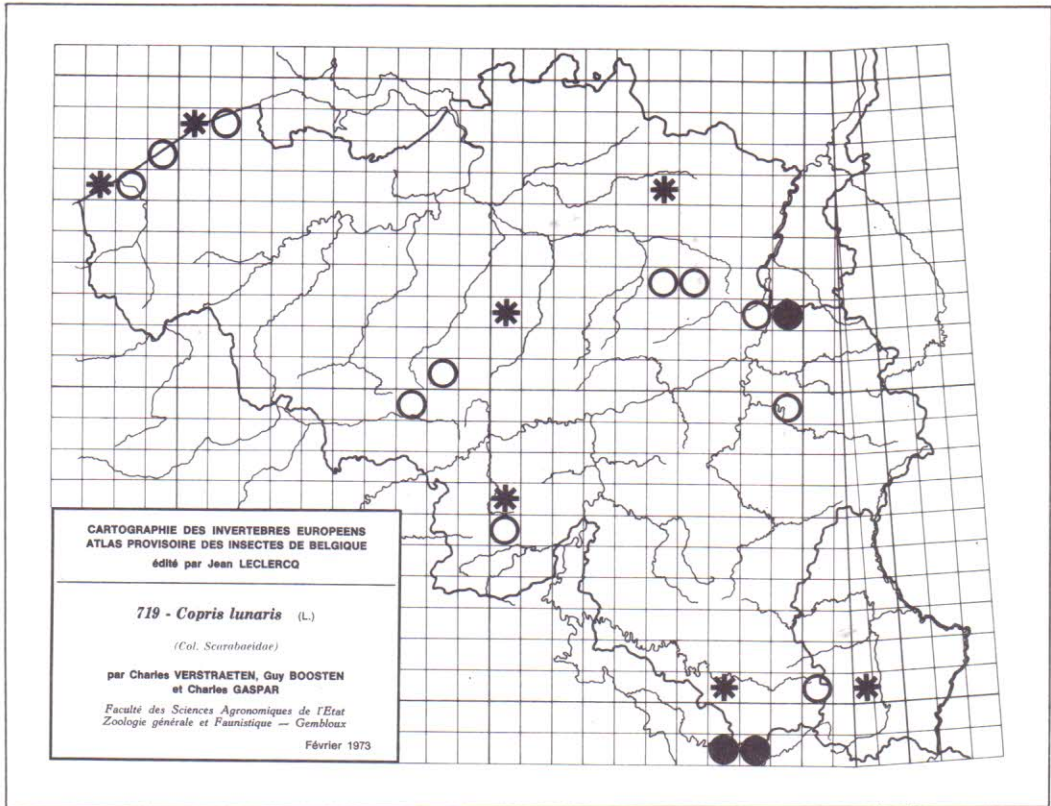 CARTOGRAPHIE DES INVERTEBRES EUROPEENS
ATLAS PROVISOIRE DES INSECTES DE BELGIQUE
édité par Jean LECLERCQ
719 - Copris lunaris (L.)
(Col. Scarabaeidae)
par Charles VERSTRAETEN, Guy BOOSTEN
et Charles GASPAR
Faculté des Sciences Agronomiques de l'Etat
Zoologie générale et Faunistique — Gembloux
Février 1973